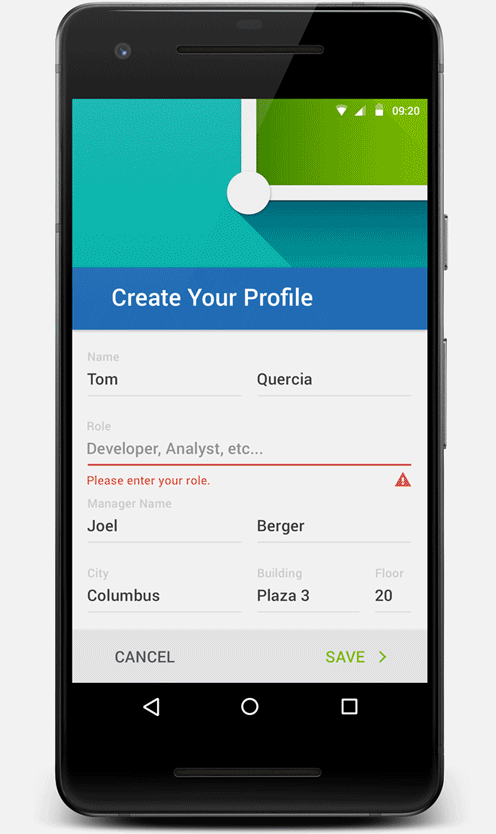 09:20
Create Your Profile
Name
Tom Quercia
Role
Developer, Analyst, etc...
Please enter your role.
Manager Name
Joel Berger
City Building Floor
Columbus Plaza 3 20
CANCEL SAVE